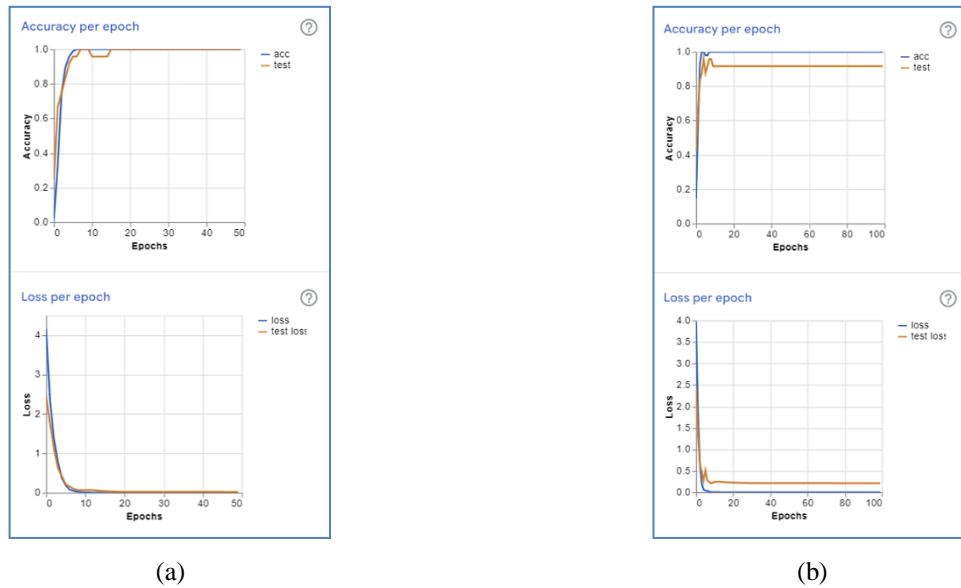 Accuracy per epoch
?
1.0
0.8
0.6
0.4
0.2
0.0
Accuracy
0 10 20 30 40 50
Epochs
acc
test
Loss per epoch
?
4
3
2
1
0
Loss
0 10 20 30 40 50
Epochs
loss
test loss
(a)
Accuracy per epoch
?
1.0
0.8
0.6
0.4
0.2
0.0
Accuracy
0 20 40 60 80 100
Epochs
acc
test
Loss per epoch
?
4.0
3.5
3.0
2.5
2.0
1.5
1.0
0.5
0.0
Loss
0 20 40 60 80 100
Epochs
loss
test loss
(b)